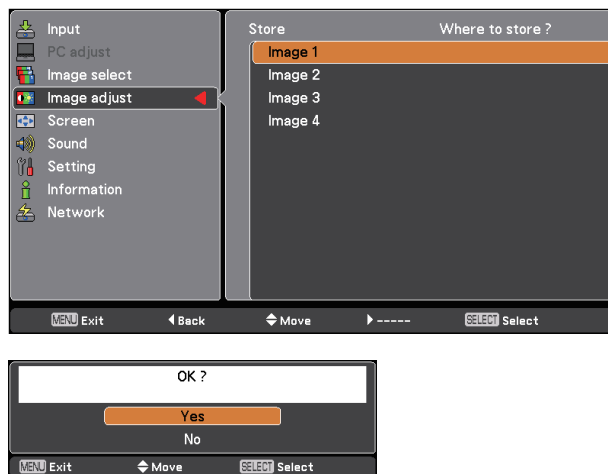 Input
PC adjust
Image select
Image adjust
Screen
Sound
Setting
Information
Network
Store Where to store ?
Image 1
Image 2
Image 3
Image 4
MENU Exit Back Move ----- SELECT Select
OK ?
Yes
No
MENU Exit Move SELECT Select